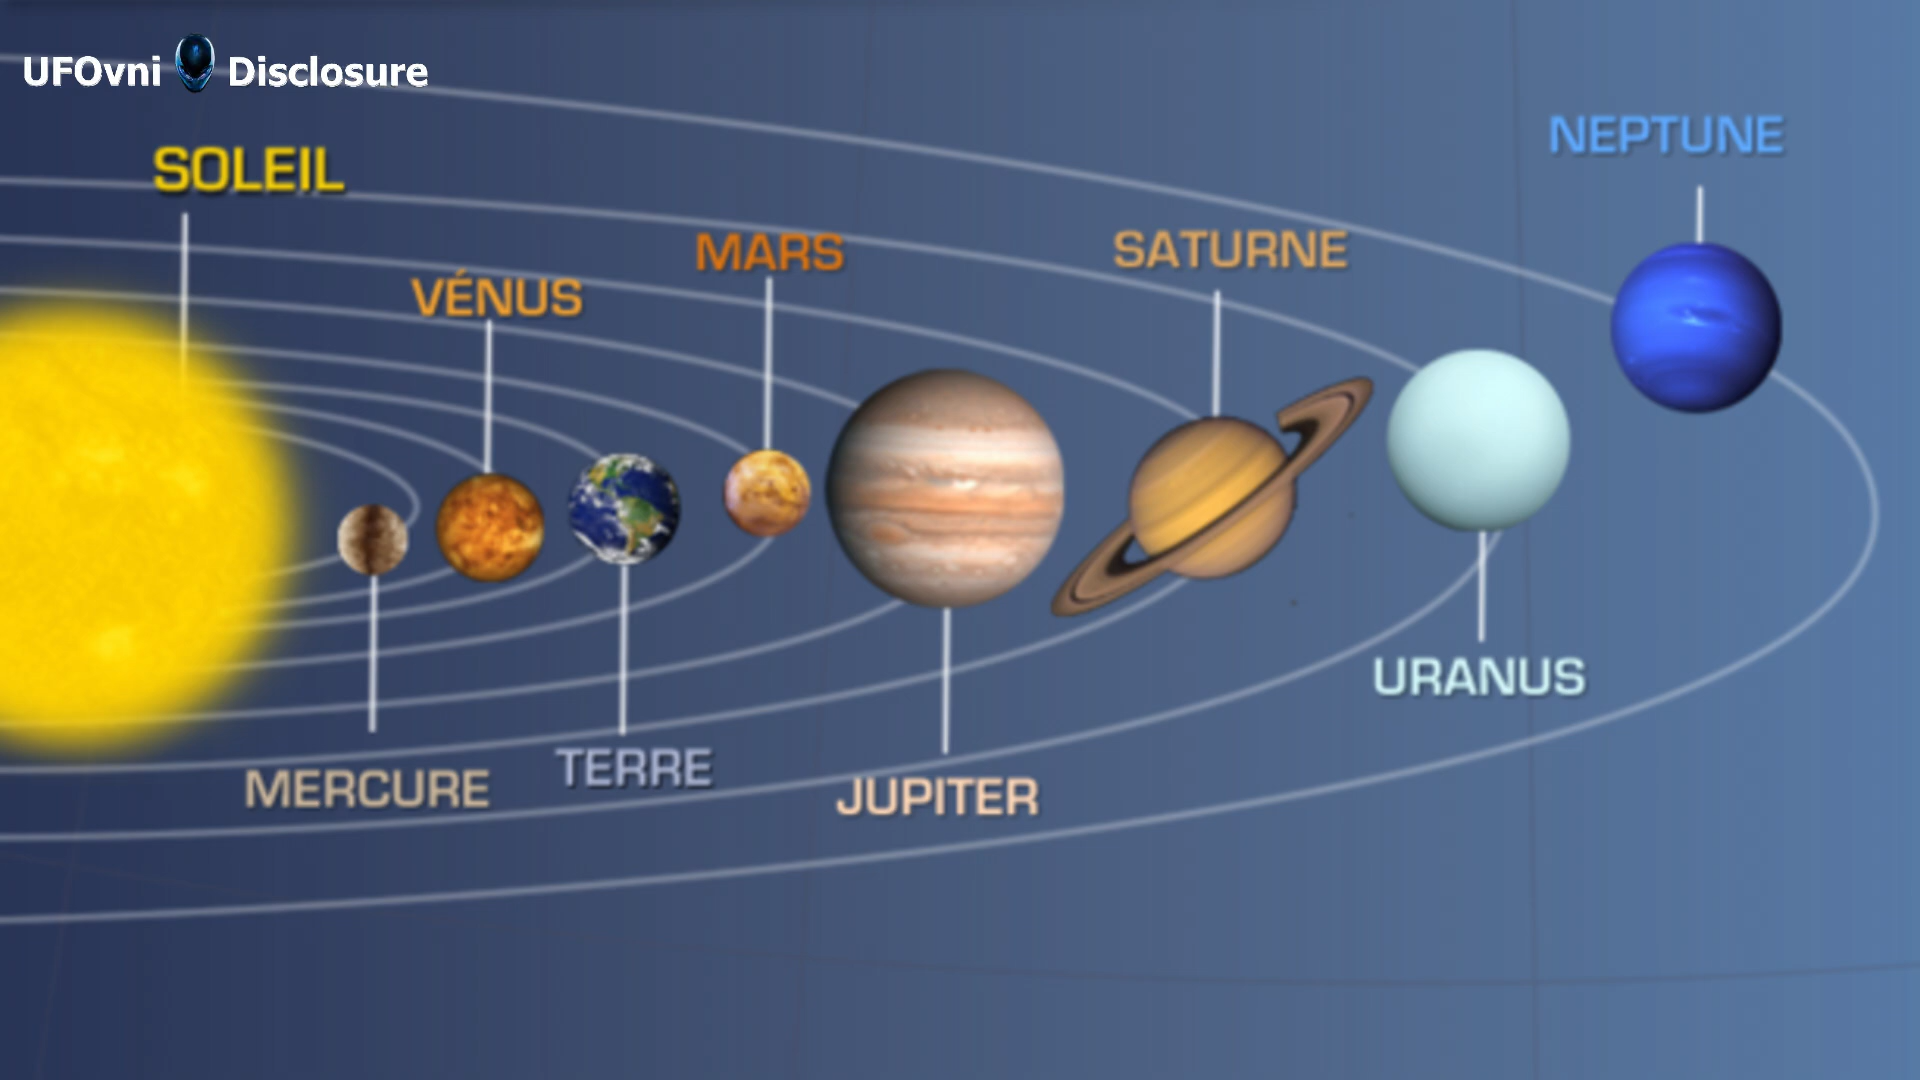 UFOvni Disclosure
SOLEIL
NEPTUNE
MARS
SATURNE
VÉNUS
URANUS
TERRE
MERCURE
JUPITER